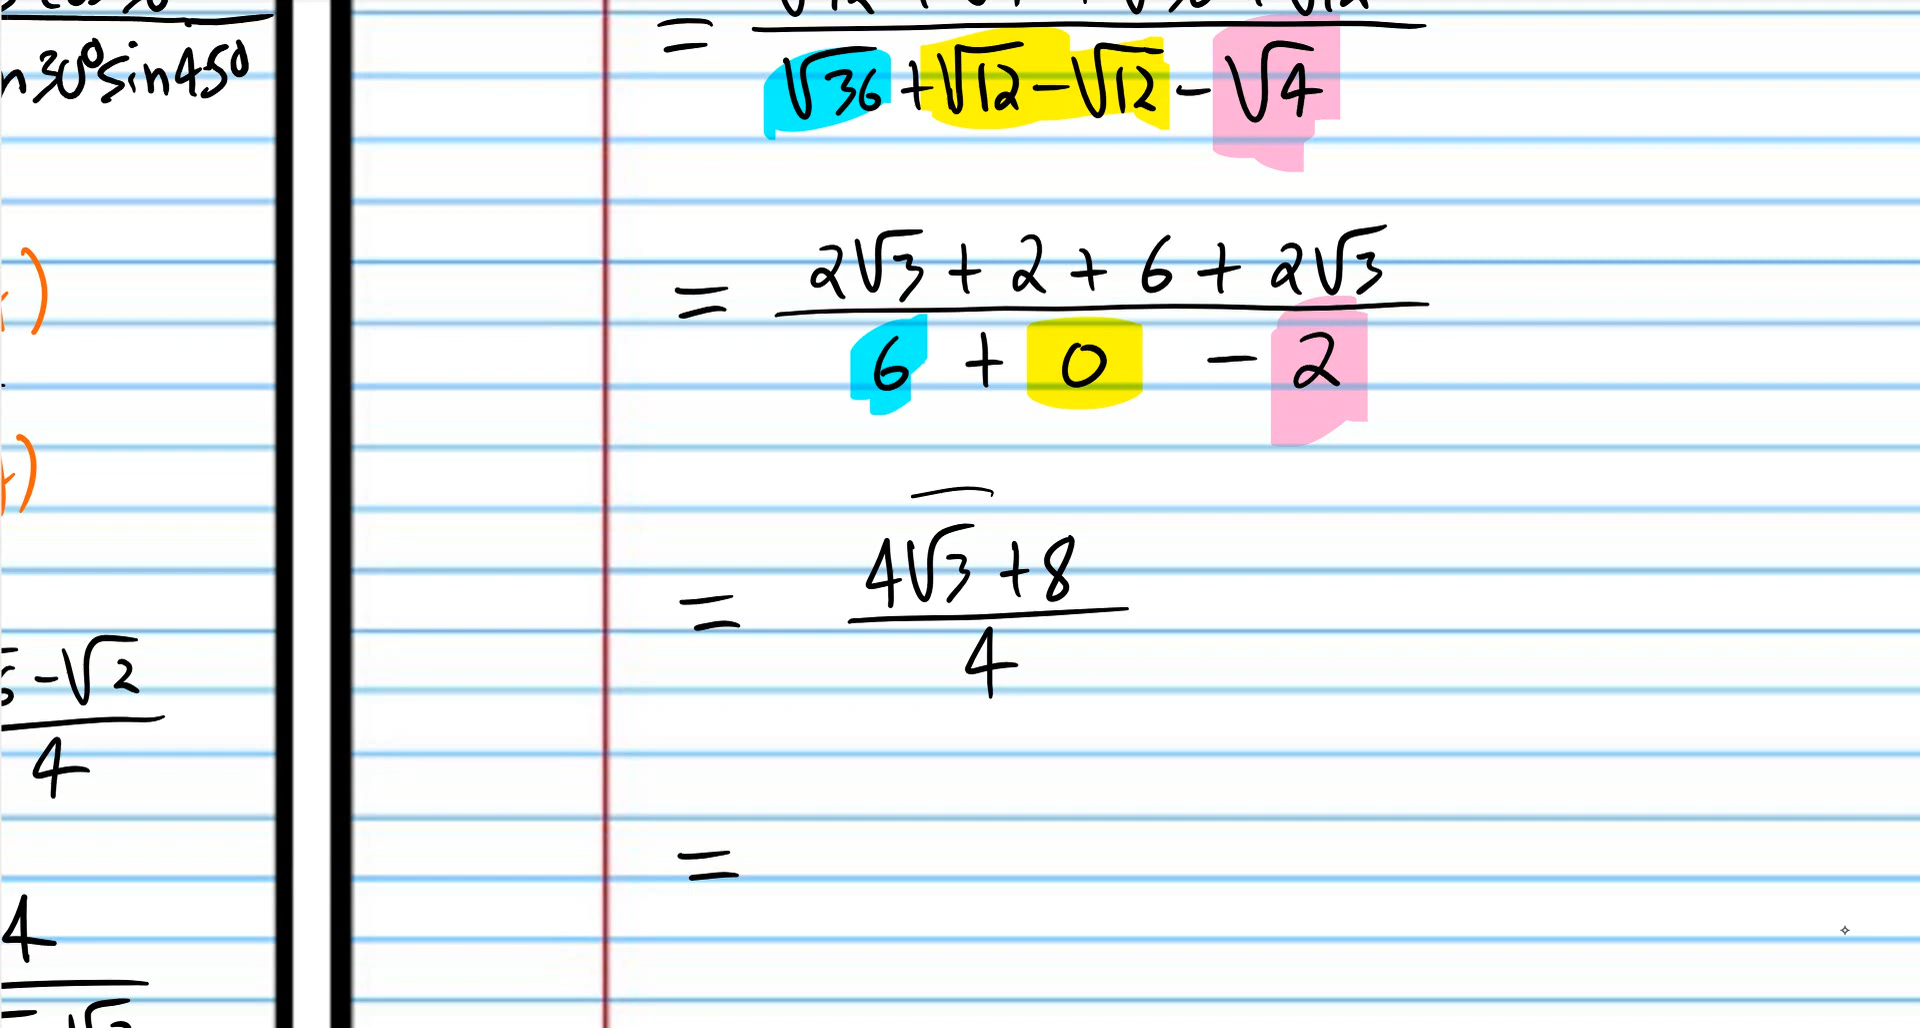 n30°sin45°
)
)
-√2
4
4
=
√36 + √12 - √12 - √4
= 2√3 + 2 + 6 + 2√3
6 + 0 - 2
= 4√3 + 8
4
=